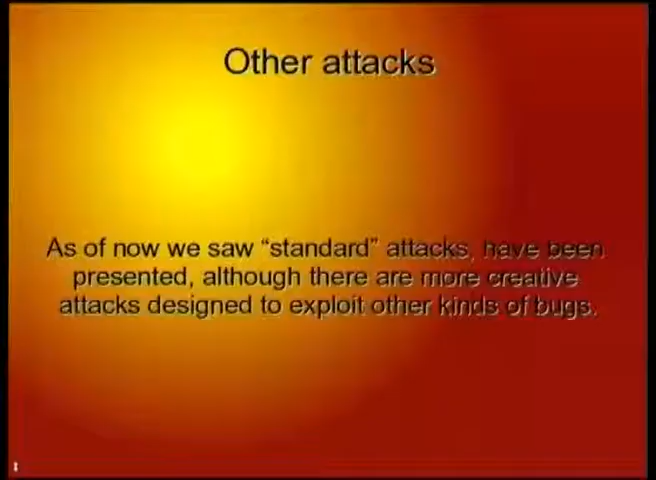 Other attacks
As of now we saw “standard” attacks, have been
presented, although there are more creative
attacks designed to exploit other kinds of bugs.